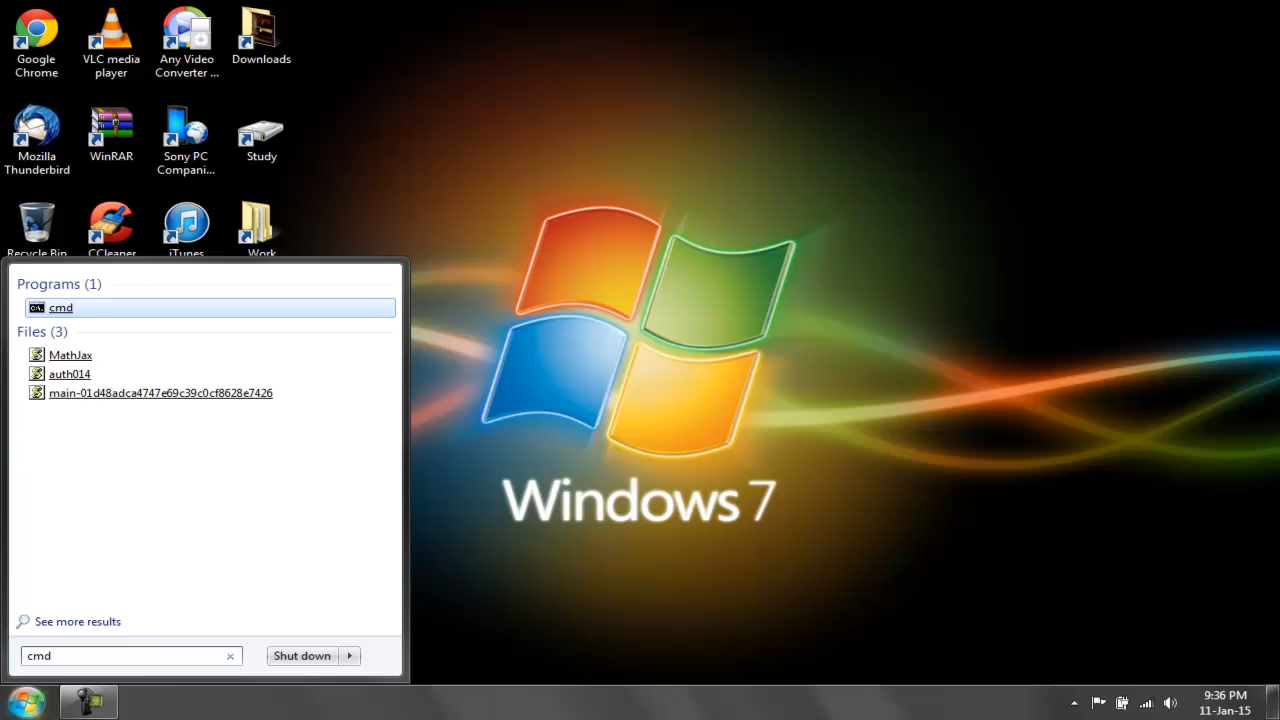 Google
Chrome
VLC media
player
Any Video
Converter ...
Downloads
Mozilla
Thunderbird
WinRAR
Sony PC
Compani...
Study
Recycle Bin
CCleaner
iTunes
Work
Programs (1)
C:\.
cmd
Files (3)
MathJax
auth014
main-01d48adca4747e69c39c0cf8628e7426
See more results
cmd
Shut down
Windows 7
9:36 PM
11-Jan-15